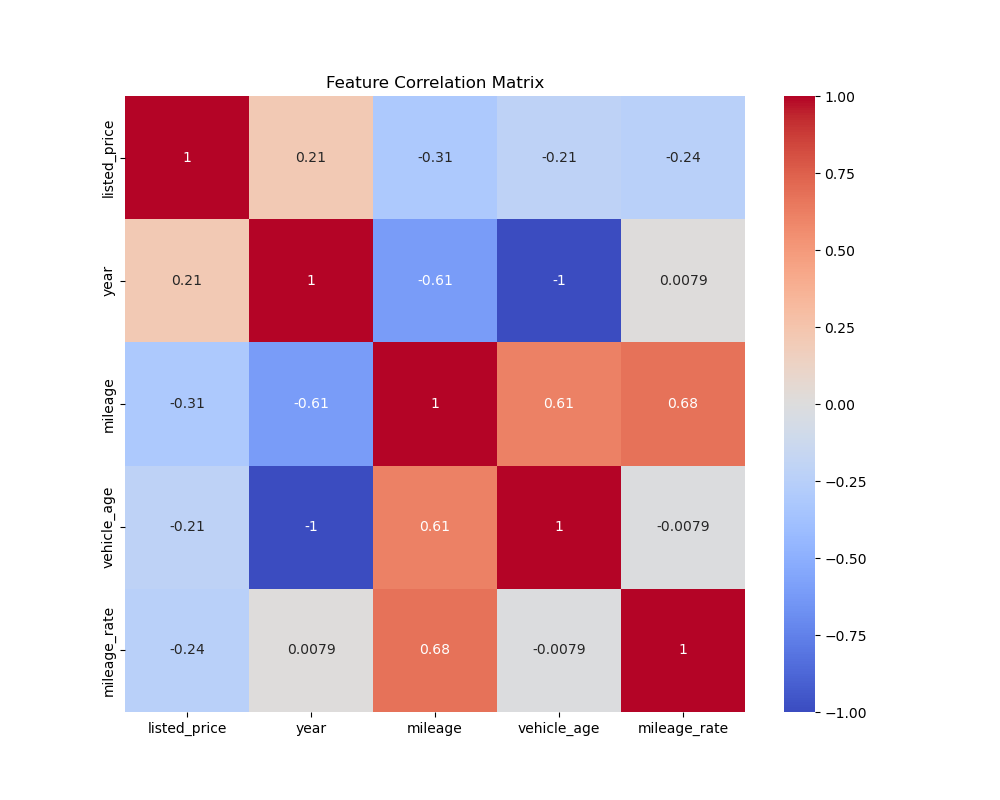 Feature Correlation Matrix
listed_price 1 0.21 -0.31 -0.21 -0.24
year 0.21 1 -0.61 -1 0.0079
mileage -0.31 -0.61 1 0.61 0.68
vehicle_age -0.21 -1 0.61 1 -0.0079
mileage_rate -0.24 0.0079 0.68 -0.0079 1
listed_price year mileage vehicle_age mileage_rate
1.00
0.75
0.50
0.25
0.00
−0.25
−0.50
−0.75
−1.00